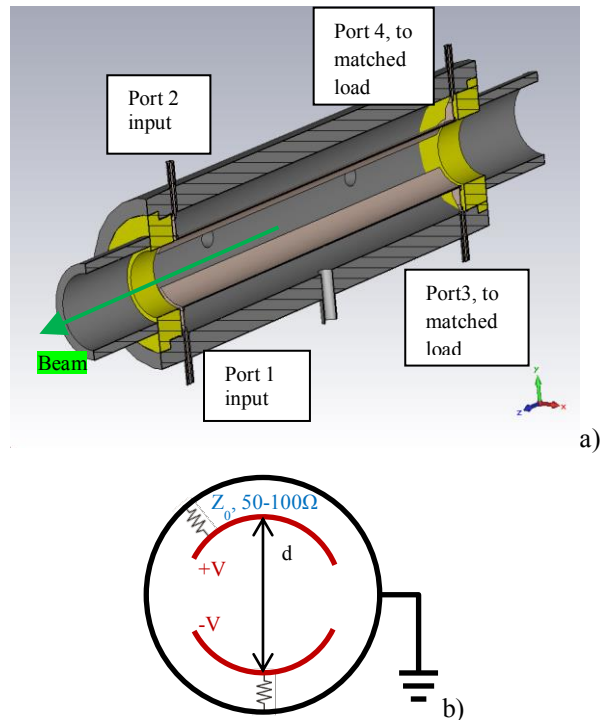 Port 4, to
matched
load
Port 2
input
Port3, to
matched
load
Port 1
input
Beam
y
z
x
a)
Z0, 50-100Ω
+V
d
-V
b)